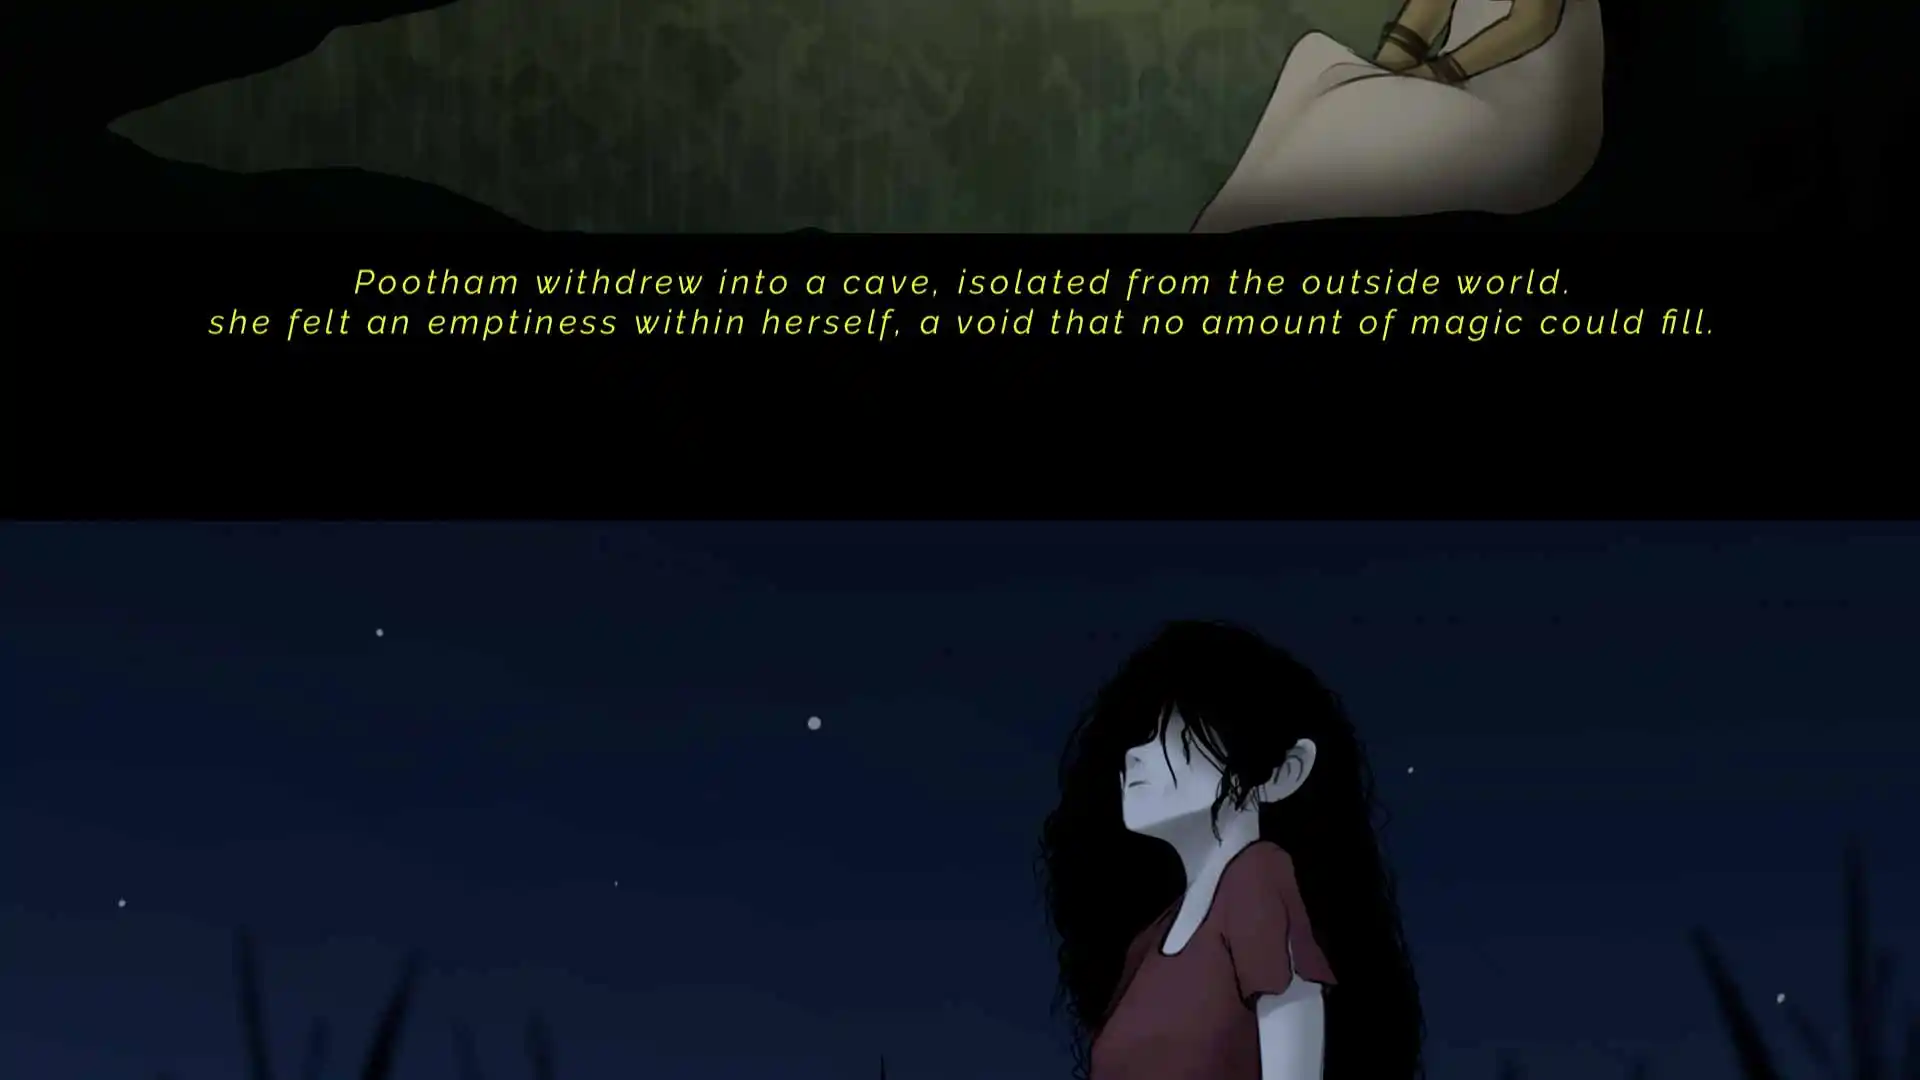 Pootham withdrew into a cave, isolated from the outside world.
she felt an emptiness within herself, a void that no amount of magic could fill.